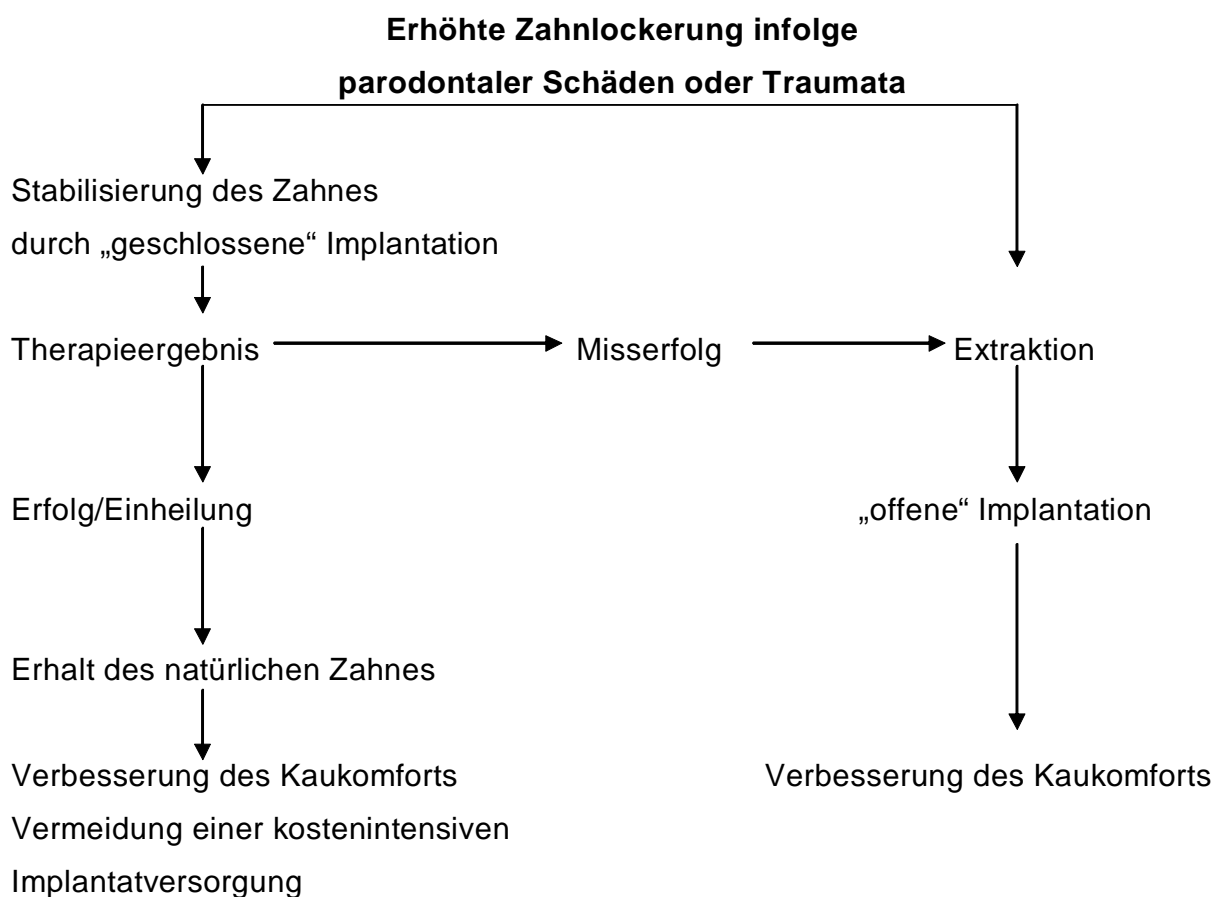 Erhöhte Zahnlockerung infolge
parodontaler Schäden oder Traumata
Stabilisierung des Zahnes
durch „geschlossene“ Implantation
Therapieergebnis
Misserfolg
Extraktion
Erfolg/Einheilung
„offene“ Implantation
Erhalt des natürlichen Zahnes
Verbesserung des Kaukomforts
Verbesserung des Kaukomforts
Vermeidung einer kostenintensiven
Implantatversorgung